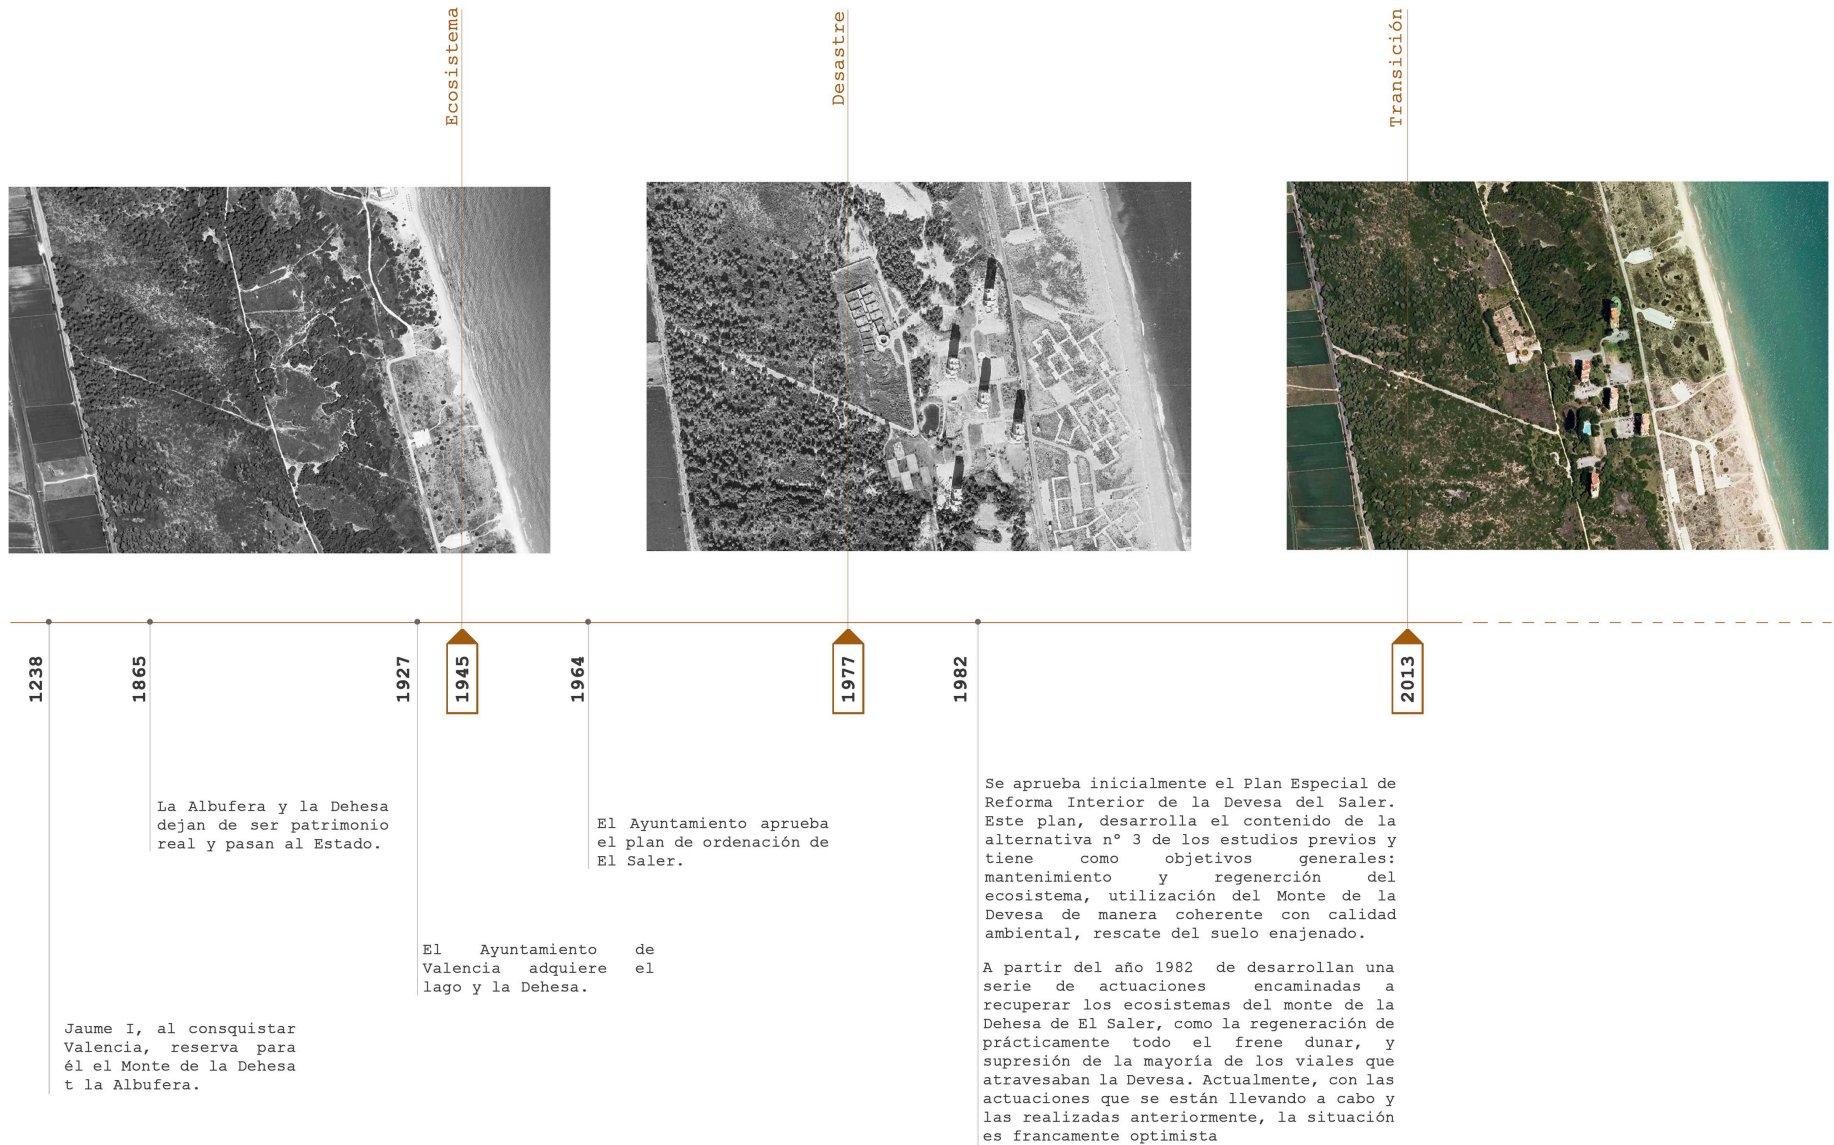 Ecosistema
Desastre
Transición
1238
1865
1927
1945
1964
1977
1982
2013
La Albufera y la Dehesa
dejan de ser patrimonio
real y pasan al Estado.
El Ayuntamiento aprueba
el plan de ordenación de
El Saler.
El Ayuntamiento de
Valencia adquiere el
lago y la Dehesa.
Jaume I, al consquistar
Valencia, reserva para
él el Monte de la Dehesa
t la Albufera.
Se aprueba inicialmente el Plan Especial de
Reforma Interior de la Devesa del Saler.
Este plan, desarrolla el contenido de la
alternativa nº 3 de los estudios previos y
tiene como objetivos generales:
mantenimiento y regenerción del
ecosistema, utilización del Monte de la
Devesa de manera coherente con calidad
ambiental, rescate del suelo enajenado.
A partir del año 1982 de desarrollan una
serie de actuaciones encaminadas a
recuperar los ecosistemas del monte de la
Dehesa de El Saler, como la regeneración de
prácticamente todo el frene dunar, y
supresión de la mayoría de los viales que
atravesaban la Devesa. Actualmente, con las
actuaciones que se están llevando a cabo y
las realizadas anteriormente, la situación
es francamente optimista